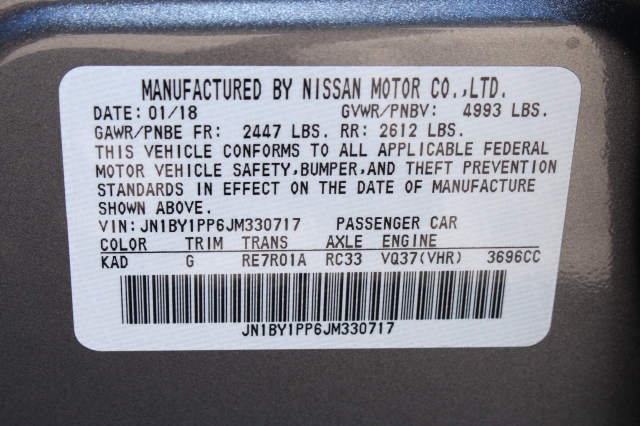 MANUFACTURED BY NISSAN MOTOR CO.,LTD.
DATE: 01/18 GVWR/PNBV: 4993 LBS.
GAWR/PNBE FR: 2447 LBS. RR: 2612 LBS.
THIS VEHICLE CONFORMS TO ALL APPLICABLE FEDERAL
MOTOR VEHICLE SAFETY,BUMPER,AND THEFT PREVENTION
STANDARDS IN EFFECT ON THE DATE OF MANUFACTURE
SHOWN ABOVE.
VIN:JN1BY1PP6JM330717 PASSENGER CAR
COLOR TRIM TRANS AXLE ENGINE
KAD G RE7R01A RC33 VQ37(VHR) 3696CC
JN1BY1PP6JM330717